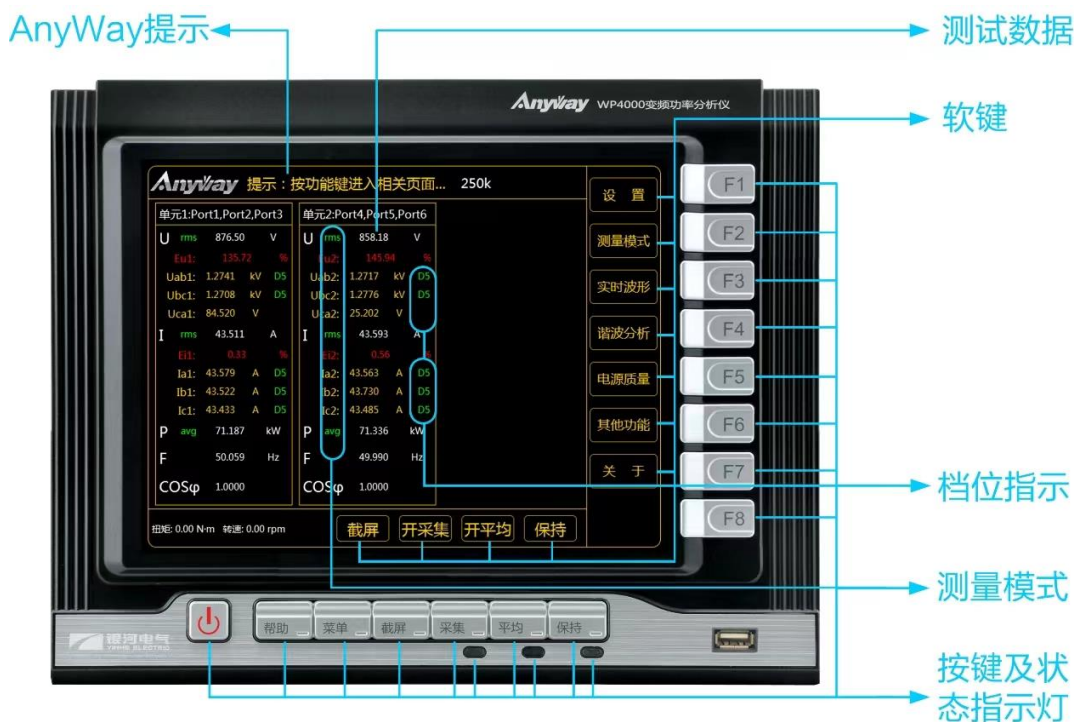 AnyWay提示
测试数据
Anyway WP4000变频功率分析仪
软键
Anyway 提示：按功能键进入相关页面... 250k
单元1:Port1,Port2,Port3
U rms 876.50 V
Eu1: 135.72 %
Uab1: 1.2741 kV D5
Ubc1: 1.2708 kV D5
Uca1: 84.520 V
I rms 43.511 A
Ei1: 0.33 %
Ia1: 43.579 A D5
Ib1: 43.522 A D5
Ic1: 43.433 A D5
P avg 71.187 kW
F 50.059 Hz
COSφ 1.0000
单元2:Port4,Port5,Port6
U rms 858.18 V
Eu2: 145.94 %
Uab2: 1.2717 kV D5
Ubc2: 1.2776 kV D5
Uca2: 25.202 V
I rms 43.593 A
Ei2: 0.56 %
Ia2: 43.563 A D5
Ib2: 43.730 A D5
Ic2: 43.485 A D5
P avg 71.336 kW
F 49.990 Hz
COSφ 1.0000
设 置
测量模式
实时波形
谐波分析
电源质量
其他功能
关 于
F1
F2
F3
F4
F5
F6
F7
F8
档位指示
扭矩: 0.00 N·m 转速: 0.00 rpm
截屏 开采集 开平均 保持
测量模式
帮助 菜单 截屏 采集 平均 保持
银河电气
按键及状
态指示灯